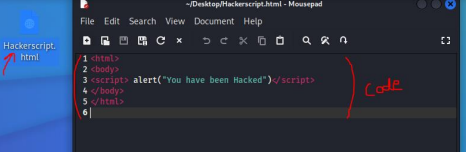 ~/Desktop/Hackerscript.html - Mousepad
File Edit Search View Document Help
Hackerscript.
html
1 <html>
2 <body>
3 <script> alert("You have been Hacked")</script>
4 </body>
5 </html>
6
Code